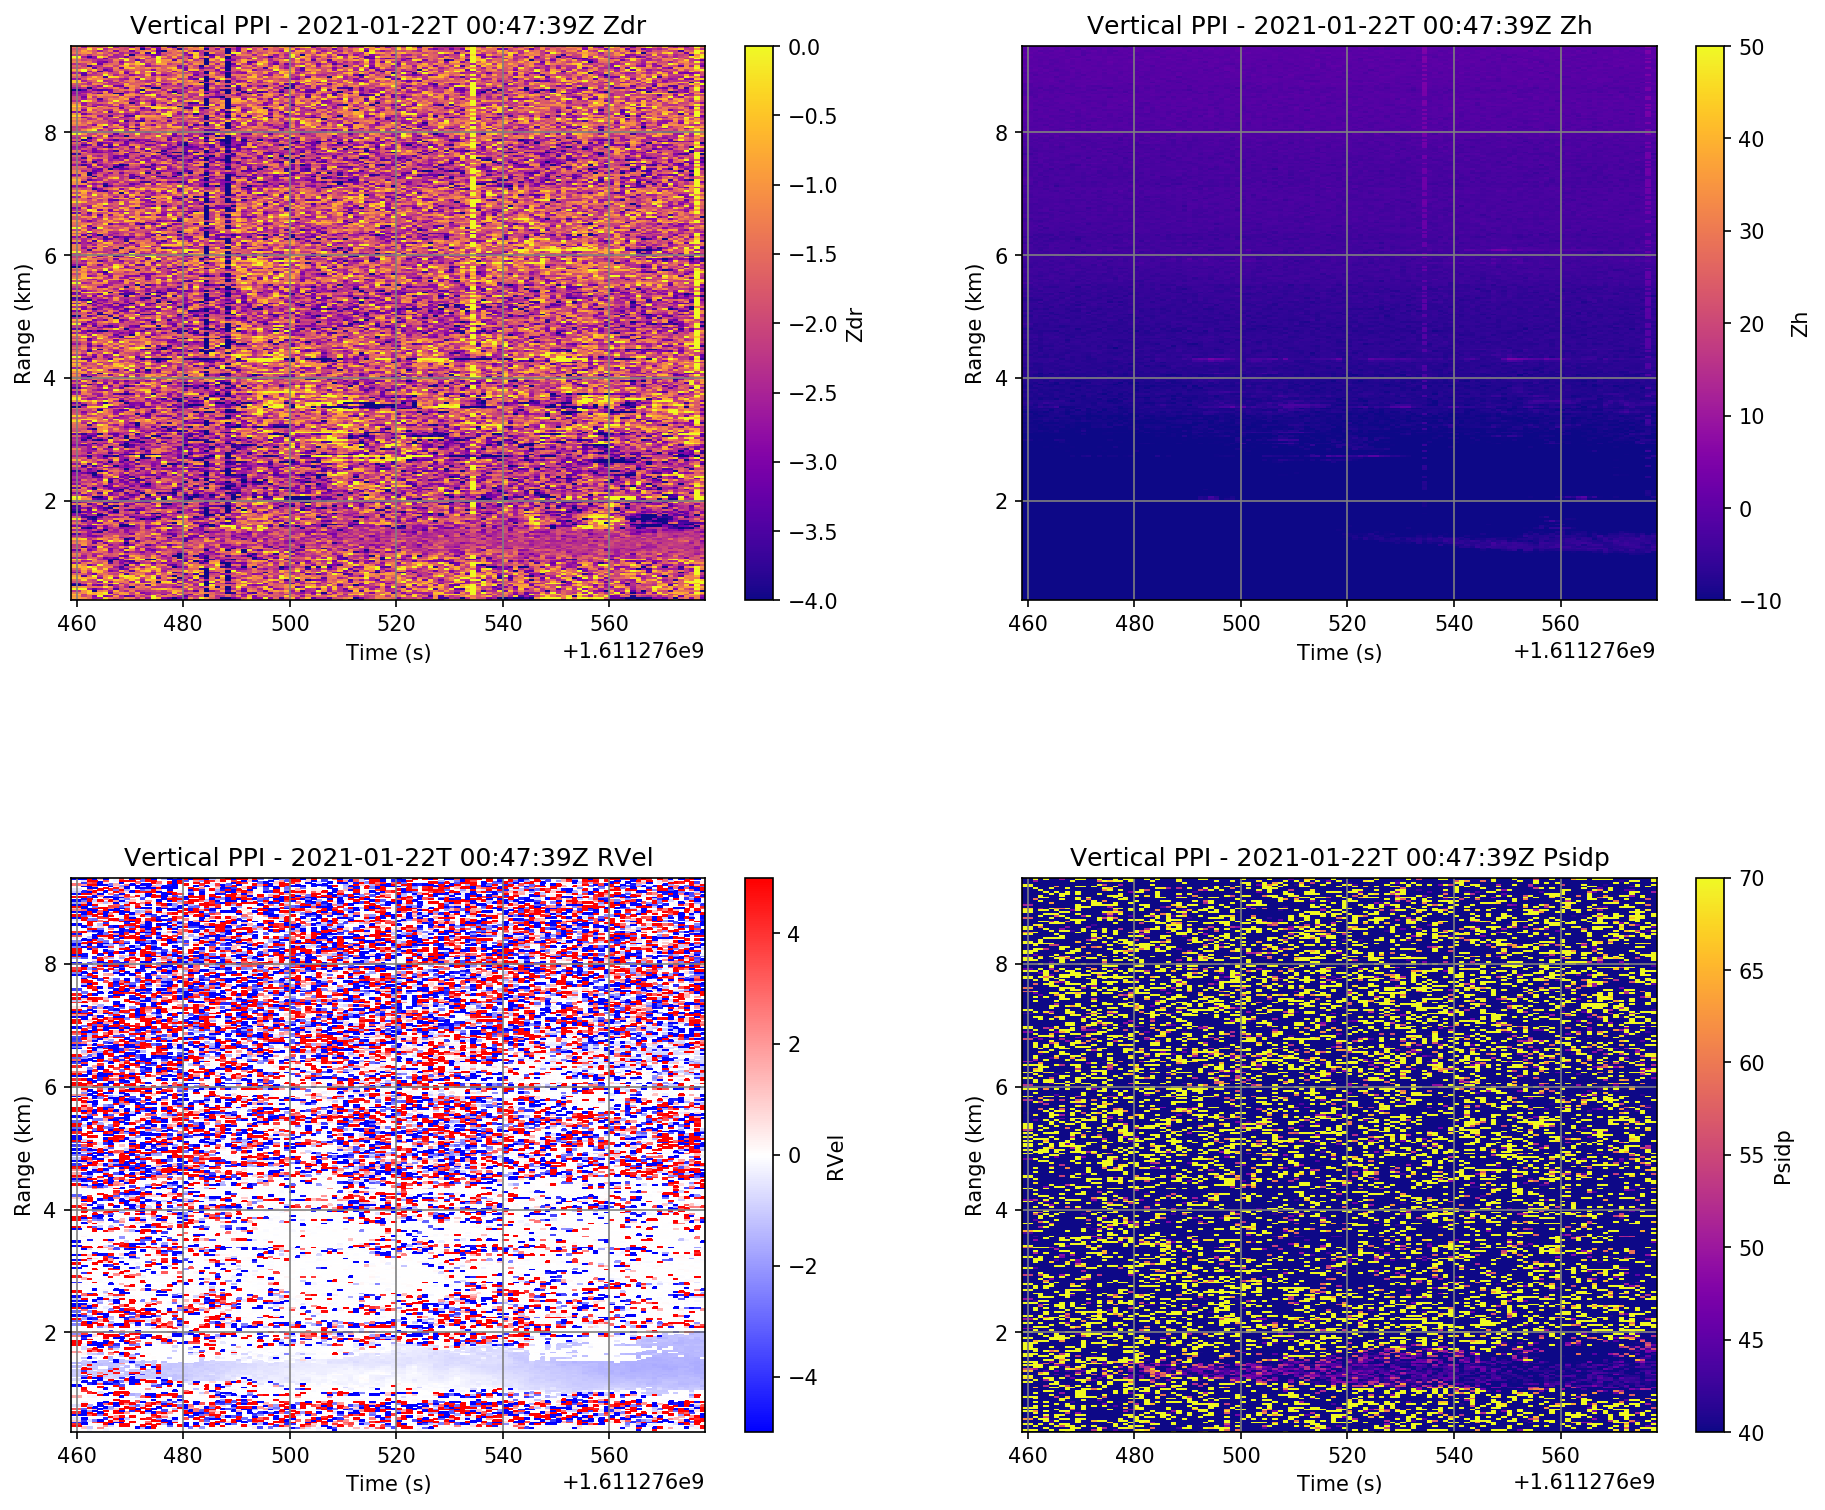 Vertical PPI - 2021-01-22T 00:47:39Z Zdr
8
6
4
2
Range (km)
460 480 500 520 540 560
Time (s)
+1.611276e9
0.0
−0.5
−1.0
−1.5
−2.0
−2.5
−3.0
−3.5
−4.0
Zdr
Vertical PPI - 2021-01-22T 00:47:39Z Zh
8
6
4
2
Range (km)
460 480 500 520 540 560
Time (s)
+1.611276e9
50
40
30
20
10
0
−10
Zh
Vertical PPI - 2021-01-22T 00:47:39Z RVel
8
6
4
2
Range (km)
460 480 500 520 540 560
Time (s)
+1.611276e9
4
2
0
−2
−4
RVel
Vertical PPI - 2021-01-22T 00:47:39Z Psidp
8
6
4
2
Range (km)
460 480 500 520 540 560
Time (s)
+1.611276e9
70
65
60
55
50
45
40
Psidp